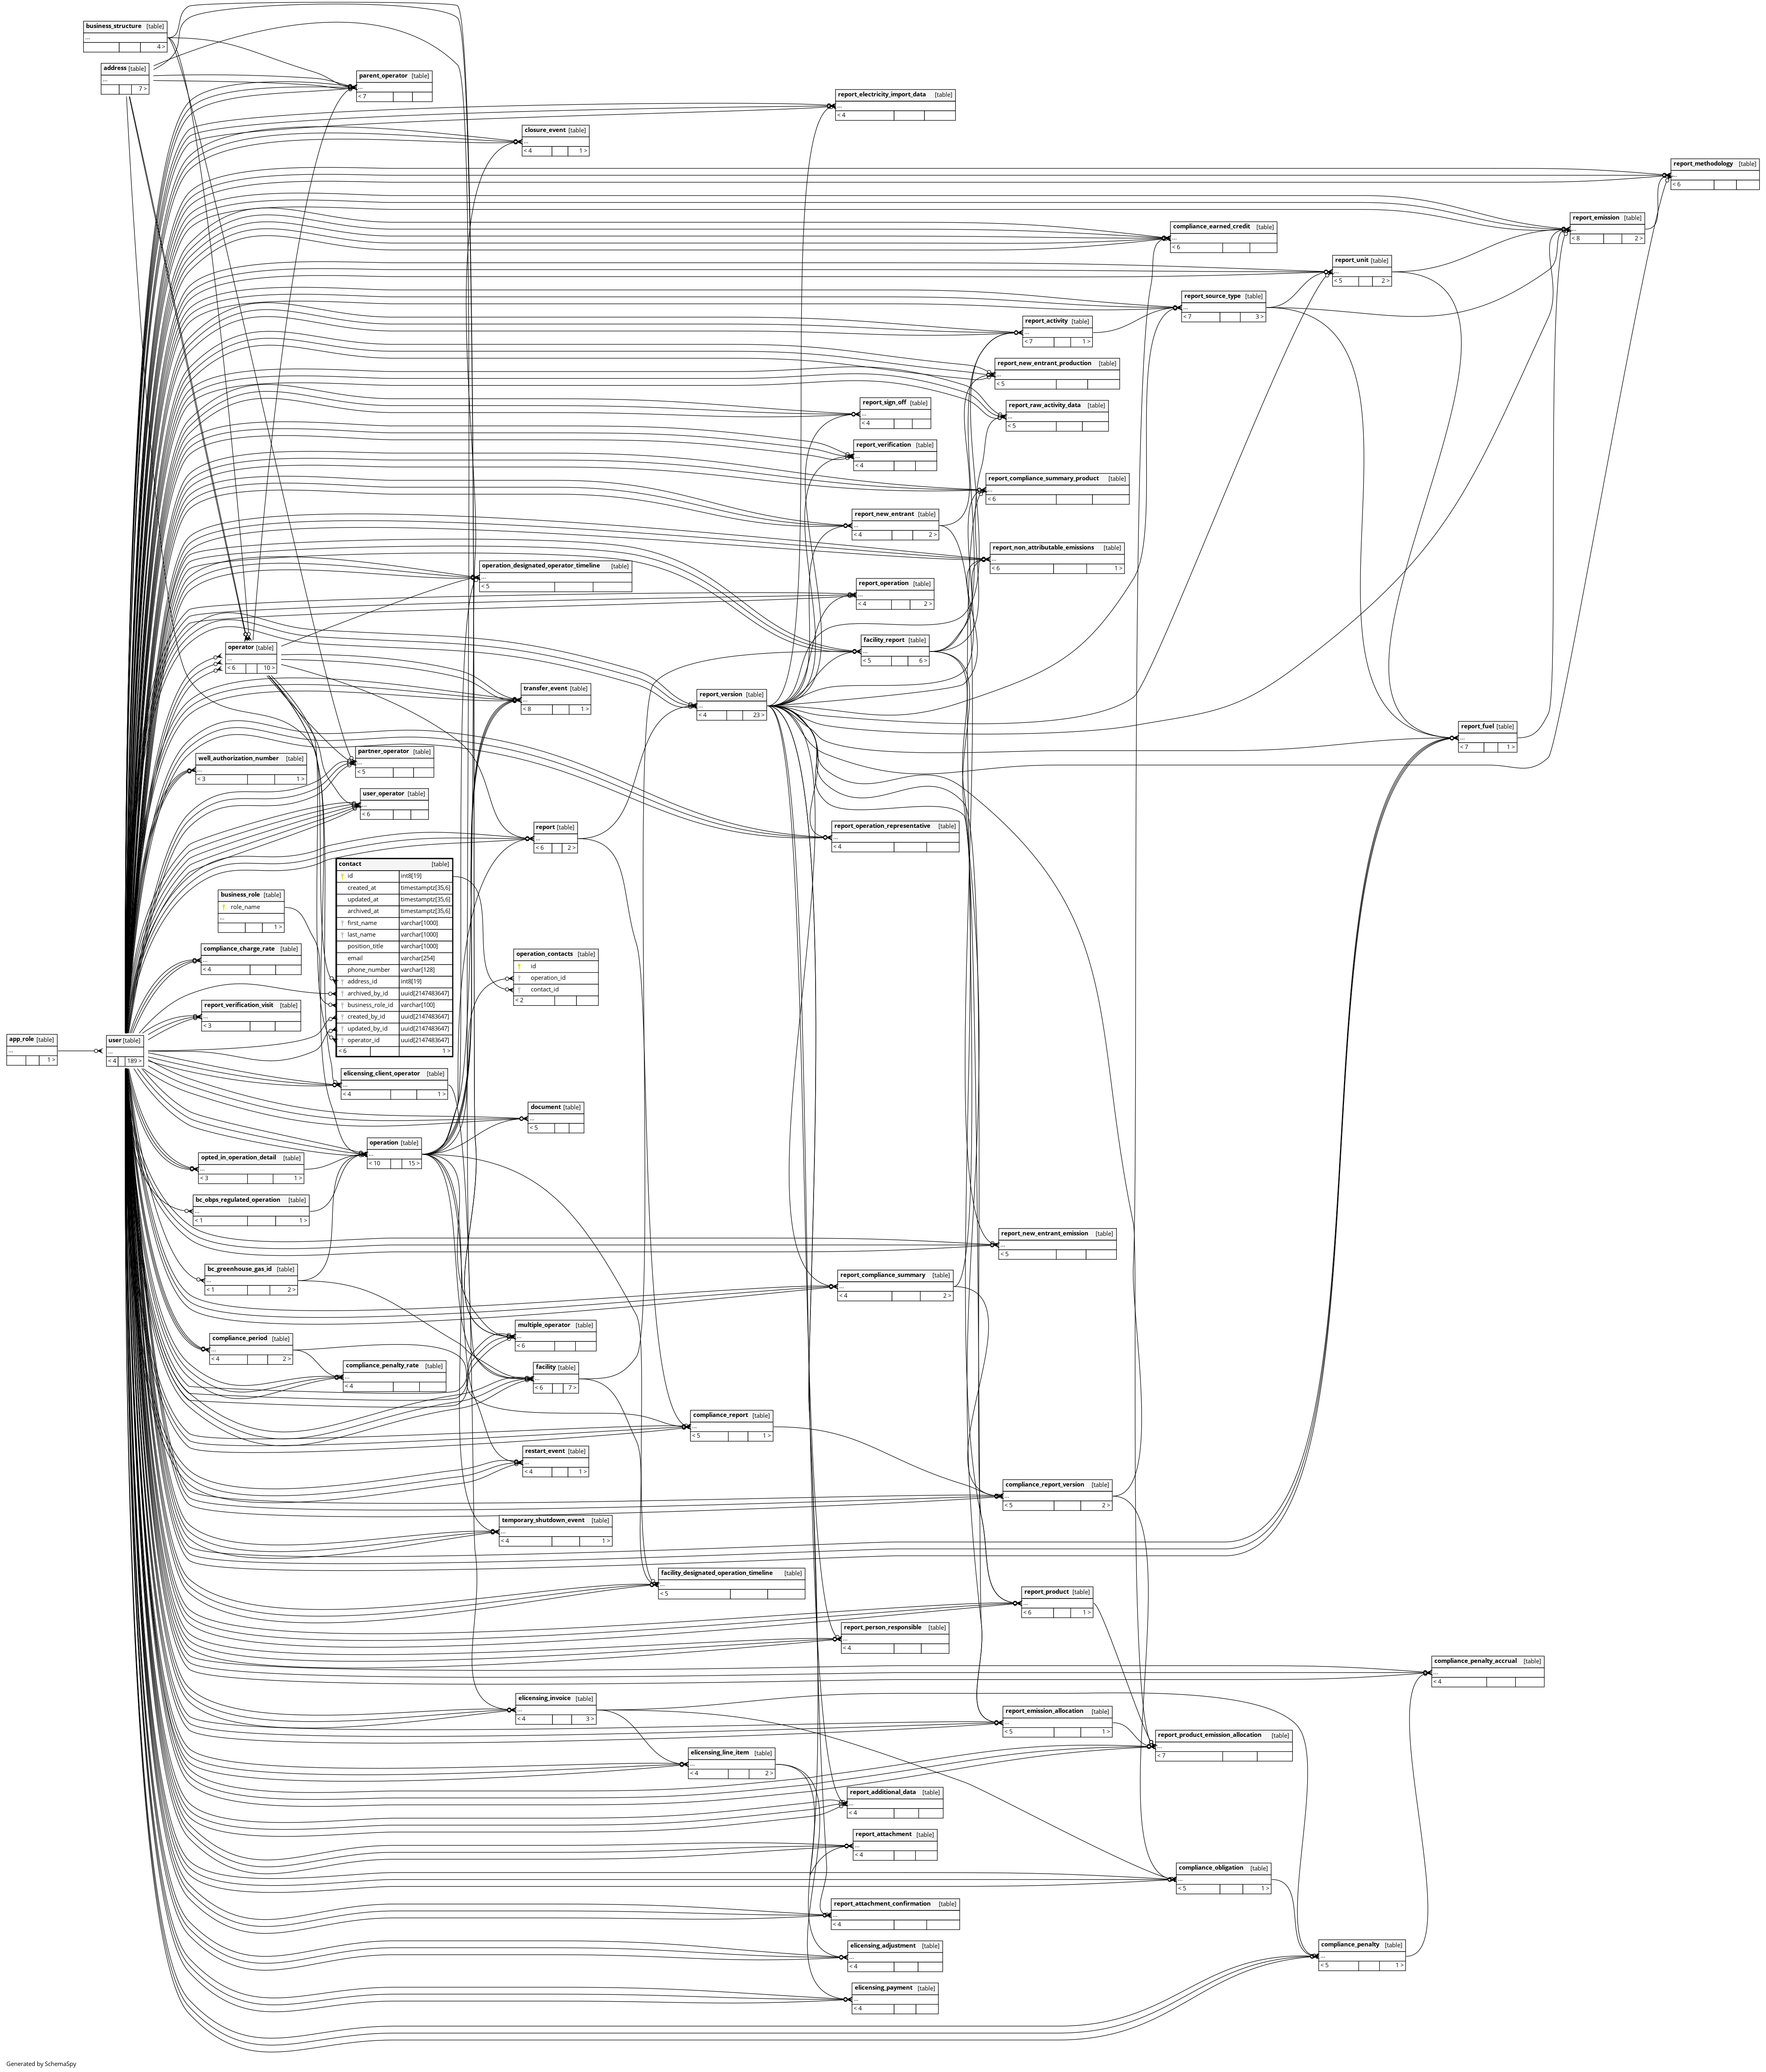 business_structure [table]
...
4 >
address [table]
...
7 >
parent_operator [table]
...
< 7
report_electricity_import_data [table]
...
< 4
closure_event [table]
...
< 4 1 >
report_methodology [table]
...
< 6
report_emission [table]
...
< 8 2 >
compliance_earned_credit [table]
...
< 6
report_unit [table]
...
< 5 2 >
report_source_type [table]
...
< 7 3 >
report_activity [table]
...
< 7 1 >
report_new_entrant_production [table]
...
< 5
report_sign_off [table]
...
< 4
report_raw_activity_data [table]
...
< 5
report_verification [table]
...
< 4
report_compliance_summary_product [table]
...
< 6
report_new_entrant [table]
...
< 4 2 >
report_non_attributable_emissions [table]
...
< 6 1 >
operation_designated_operator_timeline [table]
...
< 5
report_operation [table]
...
< 4 2 >
operator [table]
...
< 6 10 >
facility_report [table]
...
< 5 6 >
transfer_event [table]
...
< 8 1 >
report_version [table]
...
< 4 23 >
report_fuel [table]
...
< 7 1 >
partner_operator [table]
...
< 5
well_authorization_number [table]
...
< 3 1 >
user_operator [table]
...
< 6
report [table]
...
< 6 2 >
report_operation_representative [table]
...
< 4
contact [table]
id int8[19]
created_at timestamptz[35,6]
updated_at timestamptz[35,6]
archived_at timestamptz[35,6]
first_name varchar[1000]
last_name varchar[1000]
position_title varchar[1000]
email varchar[254]
phone_number varchar[128]
address_id int8[19]
archived_by_id uuid[2147483647]
business_role_id varchar[100]
created_by_id uuid[2147483647]
updated_by_id uuid[2147483647]
operator_id uuid[2147483647]
< 6 1 >
business_role [table]
role_name
...
1 >
compliance_charge_rate [table]
...
< 4
operation_contacts [table]
id
operation_id
contact_id
< 2
report_verification_visit [table]
...
< 3
app_role [table]
...
1 >
user [table]
...
< 4 189 >
elicensing_client_operator [table]
...
< 4 1 >
document [table]
...
< 5
operation [table]
...
< 10 15 >
opted_in_operation_detail [table]
...
< 3 1 >
bc_obps_regulated_operation [table]
...
< 1 1 >
report_new_entrant_emission [table]
...
< 5
bc_greenhouse_gas_id [table]
...
< 1 2 >
report_compliance_summary [table]
...
< 4 2 >
multiple_operator [table]
...
< 6
compliance_period [table]
...
< 4 2 >
compliance_penalty_rate [table]
...
< 4
facility [table]
...
< 6 7 >
compliance_report [table]
...
< 5 1 >
restart_event [table]
...
< 4 1 >
compliance_report_version [table]
...
< 5 2 >
temporary_shutdown_event [table]
...
< 4 1 >
facility_designated_operation_timeline [table]
...
< 5
report_product [table]
...
< 6 1 >
report_person_responsible [table]
...
< 4
compliance_penalty_accrual [table]
...
< 4
elicensing_invoice [table]
...
< 4 3 >
report_emission_allocation [table]
...
< 5 1 >
report_product_emission_allocation [table]
...
< 7
elicensing_line_item [table]
...
< 4 2 >
report_additional_data [table]
...
< 4
report_attachment [table]
...
< 4
compliance_obligation [table]
...
< 5 1 >
report_attachment_confirmation [table]
...
< 4
elicensing_adjustment [table]
...
< 4
compliance_penalty [table]
...
< 5 1 >
elicensing_payment [table]
...
< 4
Generated by SchemaSpy